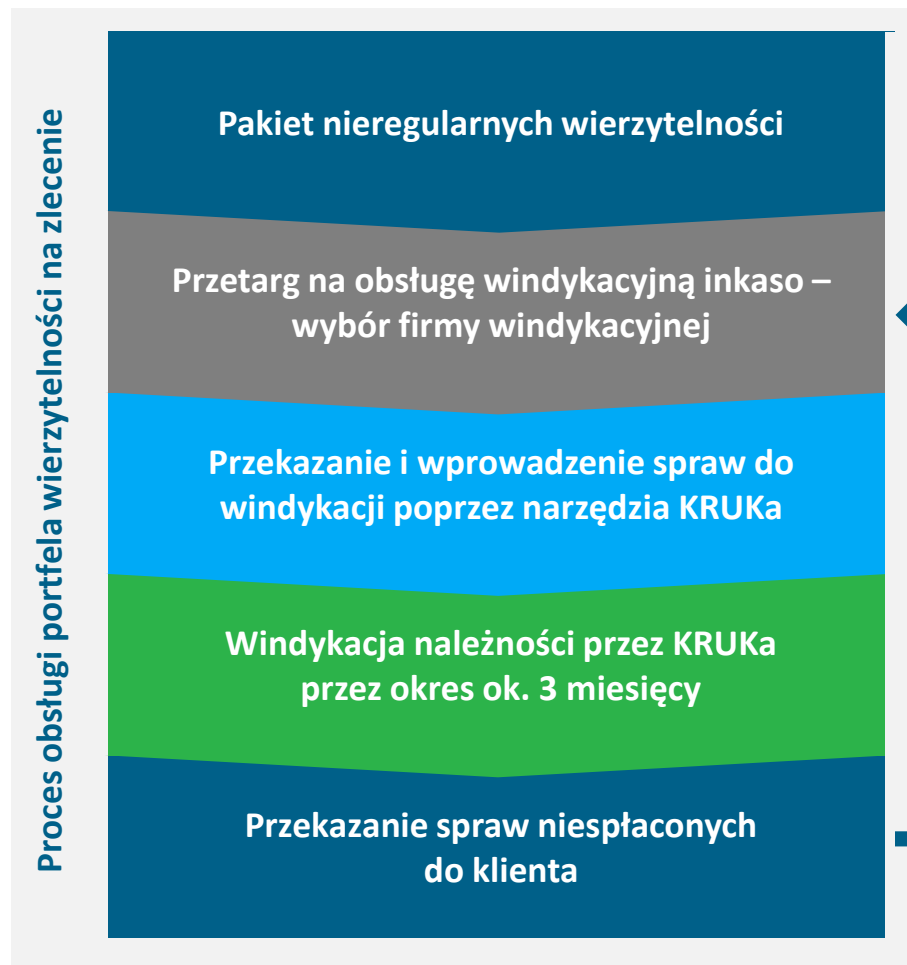 Proces obsługi portfela wierzytelności na zlecenie
Pakiet nieregularnych wierzytelności
Przetarg na obsługę windykacyjną inkaso –
wybór firmy windykacyjnej
Przekazanie i wprowadzenie spraw do
windykacji poprzez narzędzia KRUKa
Windykacja należności przez KRUKa
przez okres ok. 3 miesięcy
Przekazanie spraw niespłaconych
do klienta